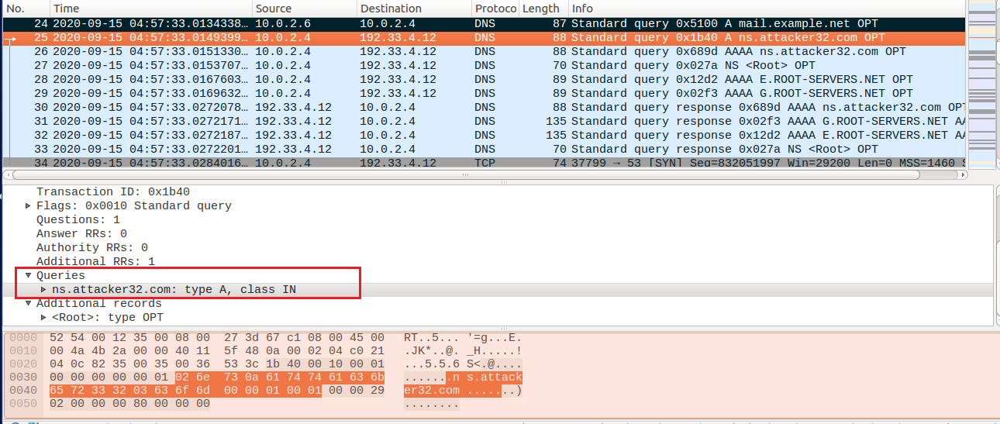 No. Time Source Destination Protoco Length Info
24 2020-09-15 04:57:33.0134338… 10.0.2.6 10.0.2.4 DNS 87 Standard query 0x5100 A mail.example.net OPT
25 2020-09-15 04:57:33.0149399… 10.0.2.4 192.33.4.12 DNS 88 Standard query 0x1b40 A ns.attacker32.com OPT
26 2020-09-15 04:57:33.0151330… 10.0.2.4 192.33.4.12 DNS 88 Standard query 0x689d AAAA ns.attacker32.com OPT
27 2020-09-15 04:57:33.0153707… 10.0.2.4 192.33.4.12 DNS 70 Standard query 0x027a NS <Root> OPT
28 2020-09-15 04:57:33.0167603… 10.0.2.4 192.33.4.12 DNS 89 Standard query 0x12d2 AAAA E.ROOT-SERVERS.NET OPT
29 2020-09-15 04:57:33.0169632… 10.0.2.4 192.33.4.12 DNS 89 Standard query 0x02f3 AAAA G.ROOT-SERVERS.NET OPT
30 2020-09-15 04:57:33.0272078… 192.33.4.12 10.0.2.4 DNS 88 Standard query response 0x689d AAAA ns.attacker32.com OPT
31 2020-09-15 04:57:33.0272171… 192.33.4.12 10.0.2.4 DNS 135 Standard query response 0x02f3 AAAA G.ROOT-SERVERS.NET AA
32 2020-09-15 04:57:33.0272187… 192.33.4.12 10.0.2.4 DNS 135 Standard query response 0x12d2 AAAA E.ROOT-SERVERS.NET AA
33 2020-09-15 04:57:33.0272201… 192.33.4.12 10.0.2.4 DNS 70 Standard query response 0x027a NS <Root> OPT
34 2020-09-15 04:57:33.0284016… 10.0.2.4 192.33.4.12 TCP 74 37799 → 53 [SYN] Seq=832051997 Win=29200 Len=0 MSS=1460 S
Transaction ID: 0x1b40
Flags: 0x0010 Standard query
Questions: 1
Answer RRs: 0
Authority RRs: 0
Additional RRs: 1
Queries
ns.attacker32.com: type A, class IN
Additional records
<Root>: type OPT
0000 52 54 00 12 35 00 08 00 27 3d 67 c1 08 00 45 00 RT..5... '=g...E.
0010 00 4a 4b 2a 00 00 40 11 5f 48 0a 00 02 04 c0 21 .JK*..@. _H.....!
0020 04 0c 82 35 00 35 00 36 53 3c 1b 40 00 10 00 01 ...5.5.6 S<.@....
0030 00 00 00 00 00 01 02 6e 73 0a 61 74 74 61 63 6b .......n s.attack
0040 65 72 33 32 03 63 6f 6d 00 00 01 00 01 00 00 29 er32.com .......)
0050 02 00 00 00 80 00 00 00 ........